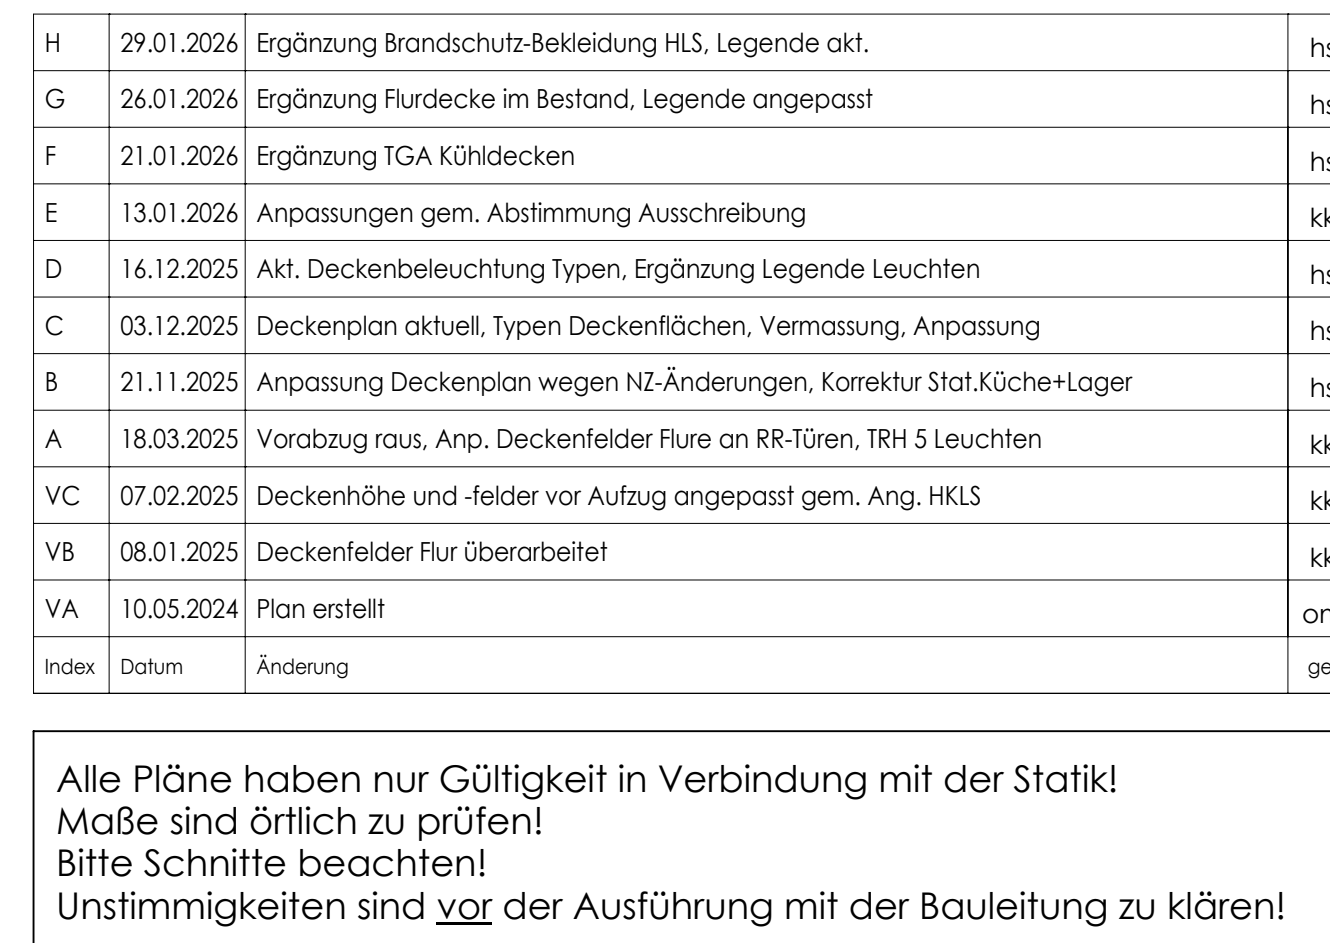 H 29.01.2026 Ergänzung Brandschutz-Bekleidung HLS, Legende akt.
G 26.01.2026 Ergänzung Flurdecke im Bestand, Legende angepasst
F 21.01.2026 Ergänzung TGA Kühldecken
E 13.01.2026 Anpassungen gem. Abstimmung Ausschreibung
D 16.12.2025 Akt. Deckenbeleuchtung Typen, Ergänzung Legende Leuchten
C 03.12.2025 Deckenplan aktuell, Typen Deckenflächen, Vermassung, Anpassung
B 21.11.2025 Anpassung Deckenplan wegen NZ-Änderungen, Korrektur Stat.Küche+Lager
A 18.03.2025 Vorabzug raus, Anp. Deckenfelder Flure an RR-Türen, TRH 5 Leuchten
VC 07.02.2025 Deckenhöhe und -felder vor Aufzug angepasst gem. Ang. HKLS
VB 08.01.2025 Deckenfelder Flur überarbeitet
VA 10.05.2024 Plan erstellt
Index Datum Änderung
Alle Pläne haben nur Gültigkeit in Verbindung mit der Statik!
Maße sind örtlich zu prüfen!
Bitte Schnitte beachten!
Unstimmigkeiten sind vor der Ausführung mit der Bauleitung zu klären!